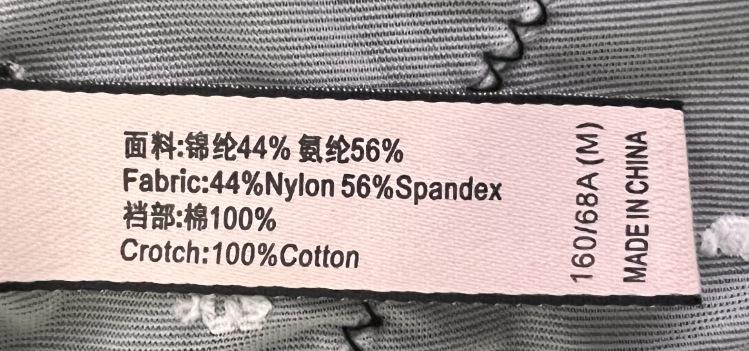 面料:锦纶44% 氨纶56%
Fabric:44%Nylon 56%Spandex
裆部:棉100%
Crotch:100%Cotton
160/68A (M)
MADE IN CHINA